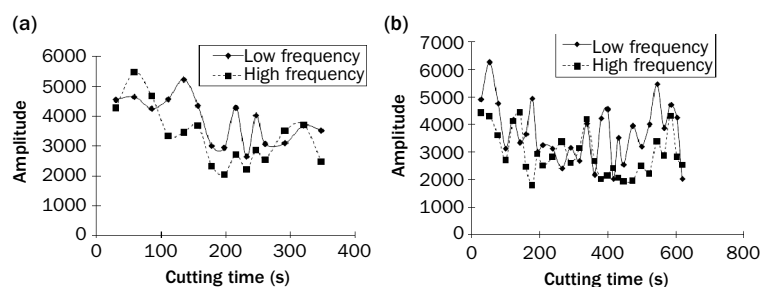 (a)
Low frequency
High frequency
6000
5000
4000
3000
2000
1000
0
Amplitude
0
100
200
300
400
Cutting time (s)
(b)
Low frequency
High frequency
7000
6000
5000
4000
3000
2000
1000
0
Amplitude
0
200
400
600
800
Cutting time (s)